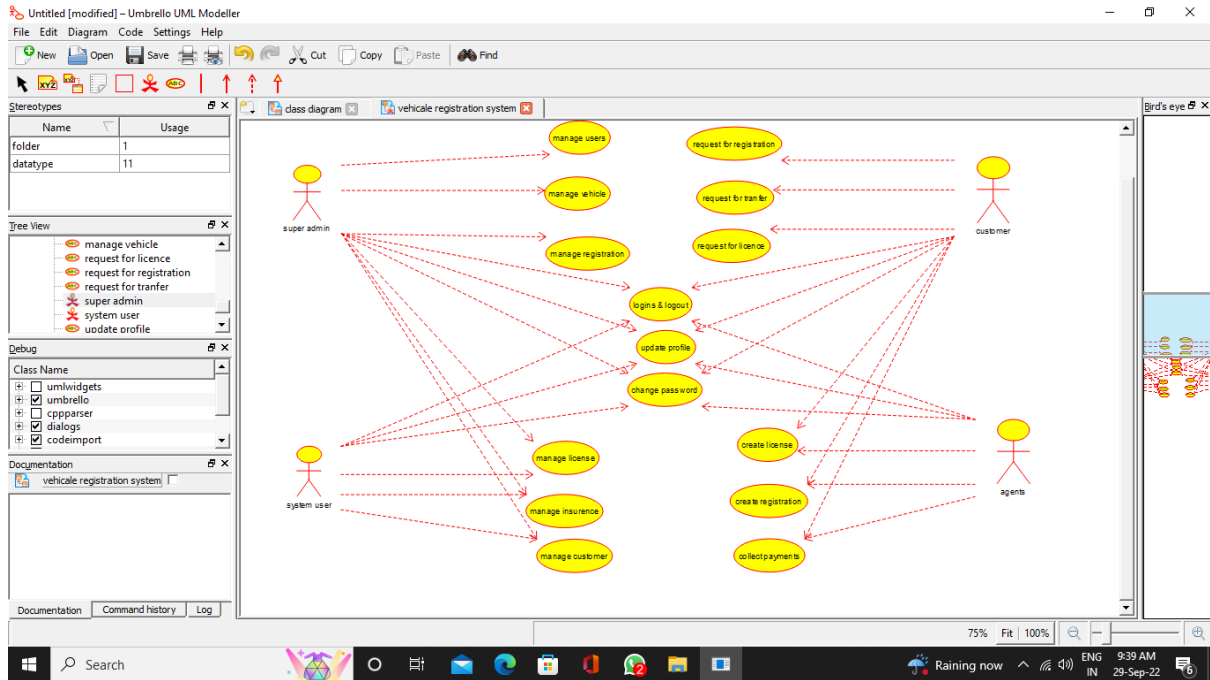 Untitled [modified] – Umbrello UML Modeller
File Edit Diagram Code Settings Help
New Open Save Cut Copy Paste Find
XYZ ABC
Stereotypes
Name Usage
folder 1
datatype 11
Tree View
manage vehicle
request for licence
request for registration
request for tranfer
super admin
system user
update profile
Debug
Class Name
umlwidgets
umbrello
cppparser
dialogs
codeimport
Documentation
vehicale registration system
Documentation Command history Log
class diagram vehicale registration system
Bird's eye
manage users
request for registration
manage vehicle
request for tranfer
super admin
customer
manage registration
request for licence
logins & logout
update profile
change password
manage license
create license
system user
agents
manage insurence
create registration
manage customer
collect payments
75% Fit 100%
Search
Raining now
ENG
IN
9:39 AM
29-Sep-22
2
6